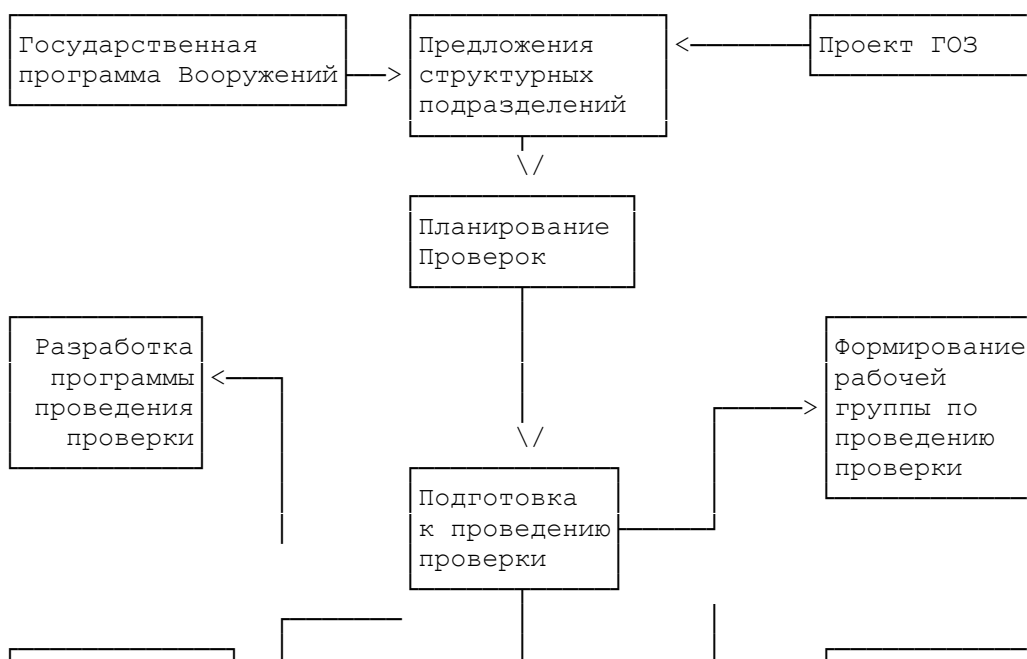 Государственная
программа Вооружений
Предложения
структурных
подразделений
Проект ГОЗ
Планирование
Проверок
Разработка
программы
проведения
проверки
Формирование
рабочей
группы по
проведению
проверки
Подготовка
к проведению
проверки